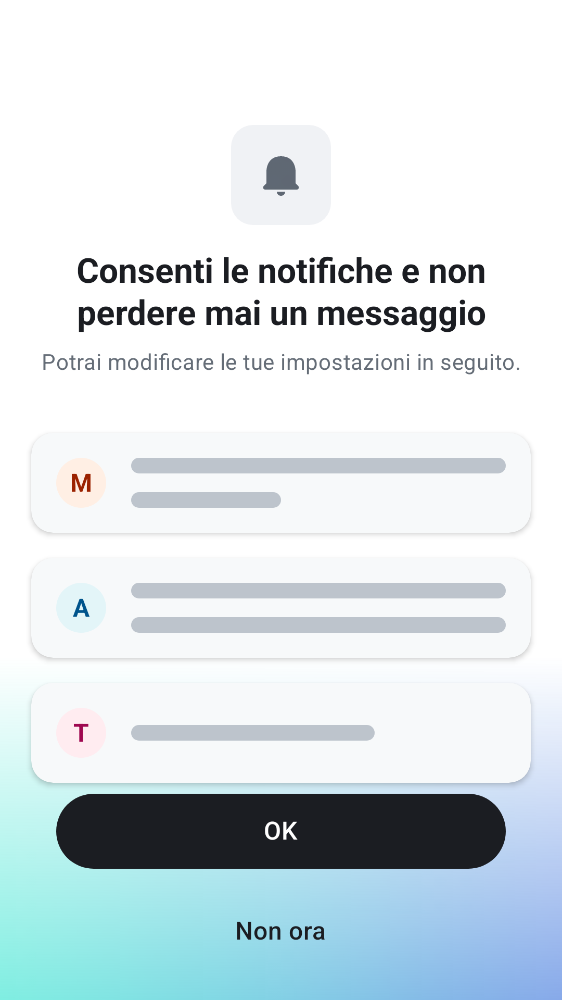 Consenti le notifiche e non
perdere mai un messaggio
Potrai modificare le tue impostazioni in seguito.
M
A
T
OK
Non ora